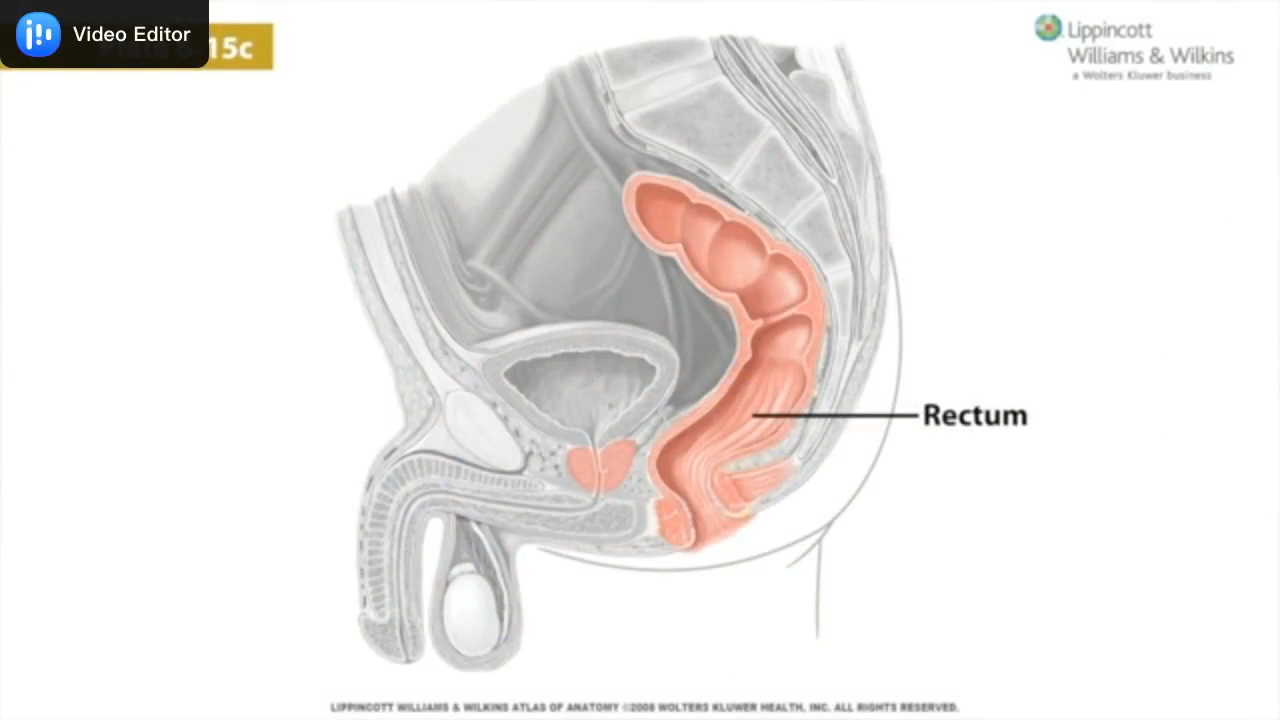 Video Editor
15c
Lippincott
Williams & Wilkins
a Wolters Kluwer business
Rectum
LIPPINCOTT WILLIAMS & WILKINS ATLAS OF ANATOMY ©2008 WOLTERS KLUWER HEALTH, INC. ALL RIGHTS RESERVED.